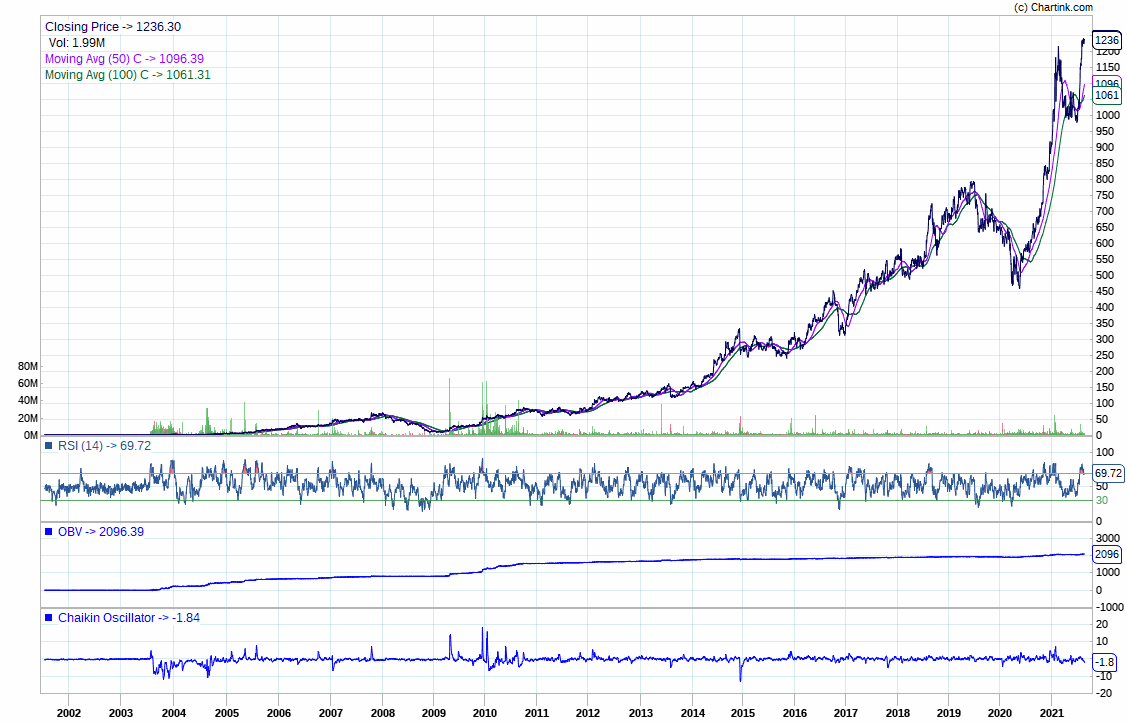 (c) Chartink.com
Closing Price -> 1236.30
Vol: 1.99M
Moving Avg (50) C -> 1096.39
Moving Avg (100) C -> 1061.31
1236
1200
1150
1096
1061
1000
950
900
850
800
750
700
650
600
550
500
450
400
350
300
250
200
150
100
50
0
80M
60M
40M
20M
0M
RSI (14) -> 69.72
100
69.72
50
30
0
OBV -> 2096.39
3000
2096
1000
0
-1000
Chaikin Oscillator -> -1.84
20
10
-1.8
-10
-20
2002 2003 2004 2005 2006 2007 2008 2009 2010 2011 2012 2013 2014 2015 2016 2017 2018 2019 2020 2021